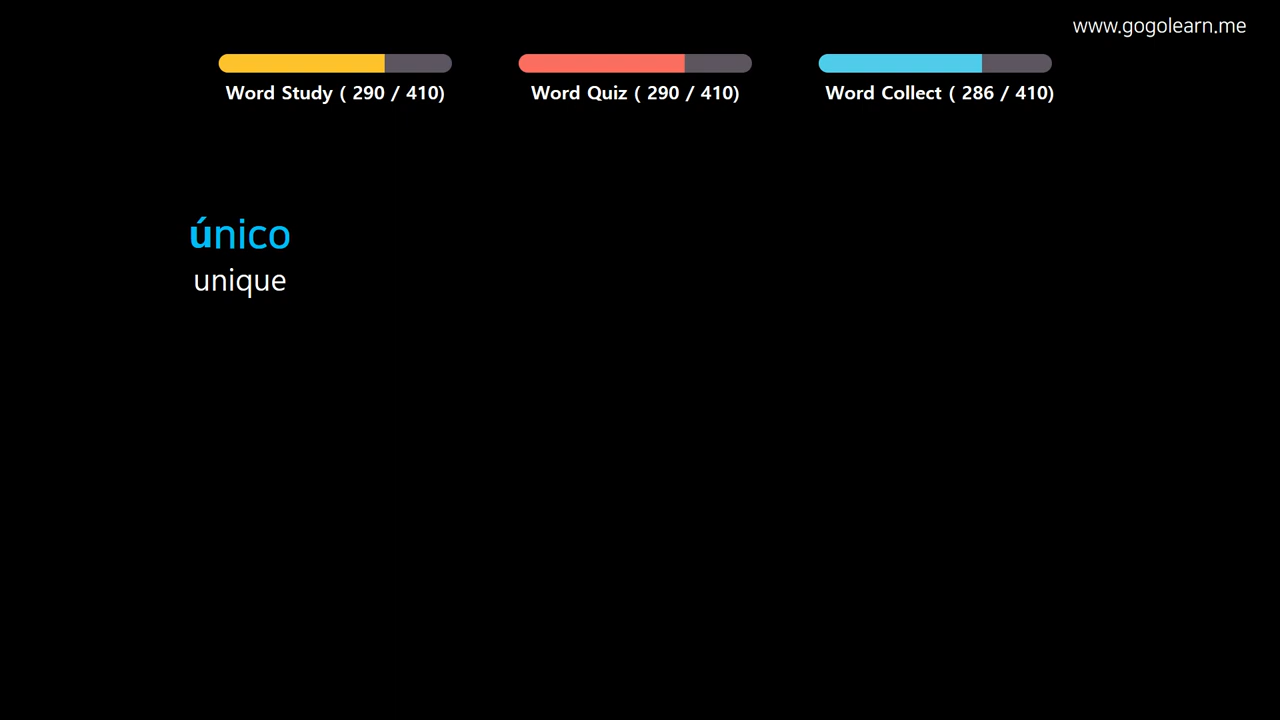 www.gogolearn.me
Word Study ( 290 / 410)
Word Quiz ( 290 / 410)
Word Collect ( 286 / 410)
único
unique